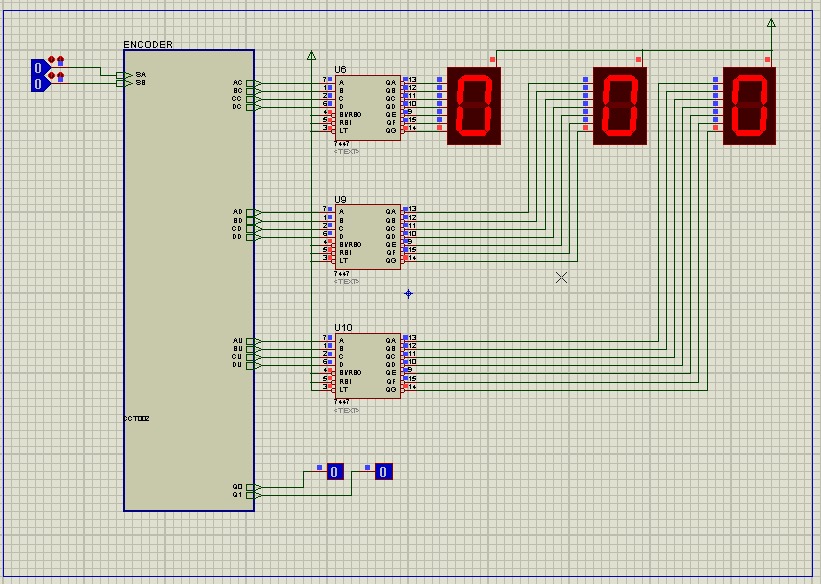 ENCODER
0
0
SA
SB
AC
BC
CC
DC
AD
BD
CD
DD
AU
BU
CU
DU
CCT002
Q0
Q1
U6
7 A QA 13
1 B QB 12
2 C QC 11
6 D QD 10
4 BI/RBO QE 9
5 RBI QF 15
3 LT QG 14
7447
<TEXT>
0 0 0
U9
7 A QA 13
1 B QB 12
2 C QC 11
6 D QD 10
4 BI/RBO QE 9
5 RBI QF 15
3 LT QG 14
7447
<TEXT>
U10
7 A QA 13
1 B QB 12
2 C QC 11
6 D QD 10
4 BI/RBO QE 9
5 RBI QF 15
3 LT QG 14
7447
<TEXT>
0 0